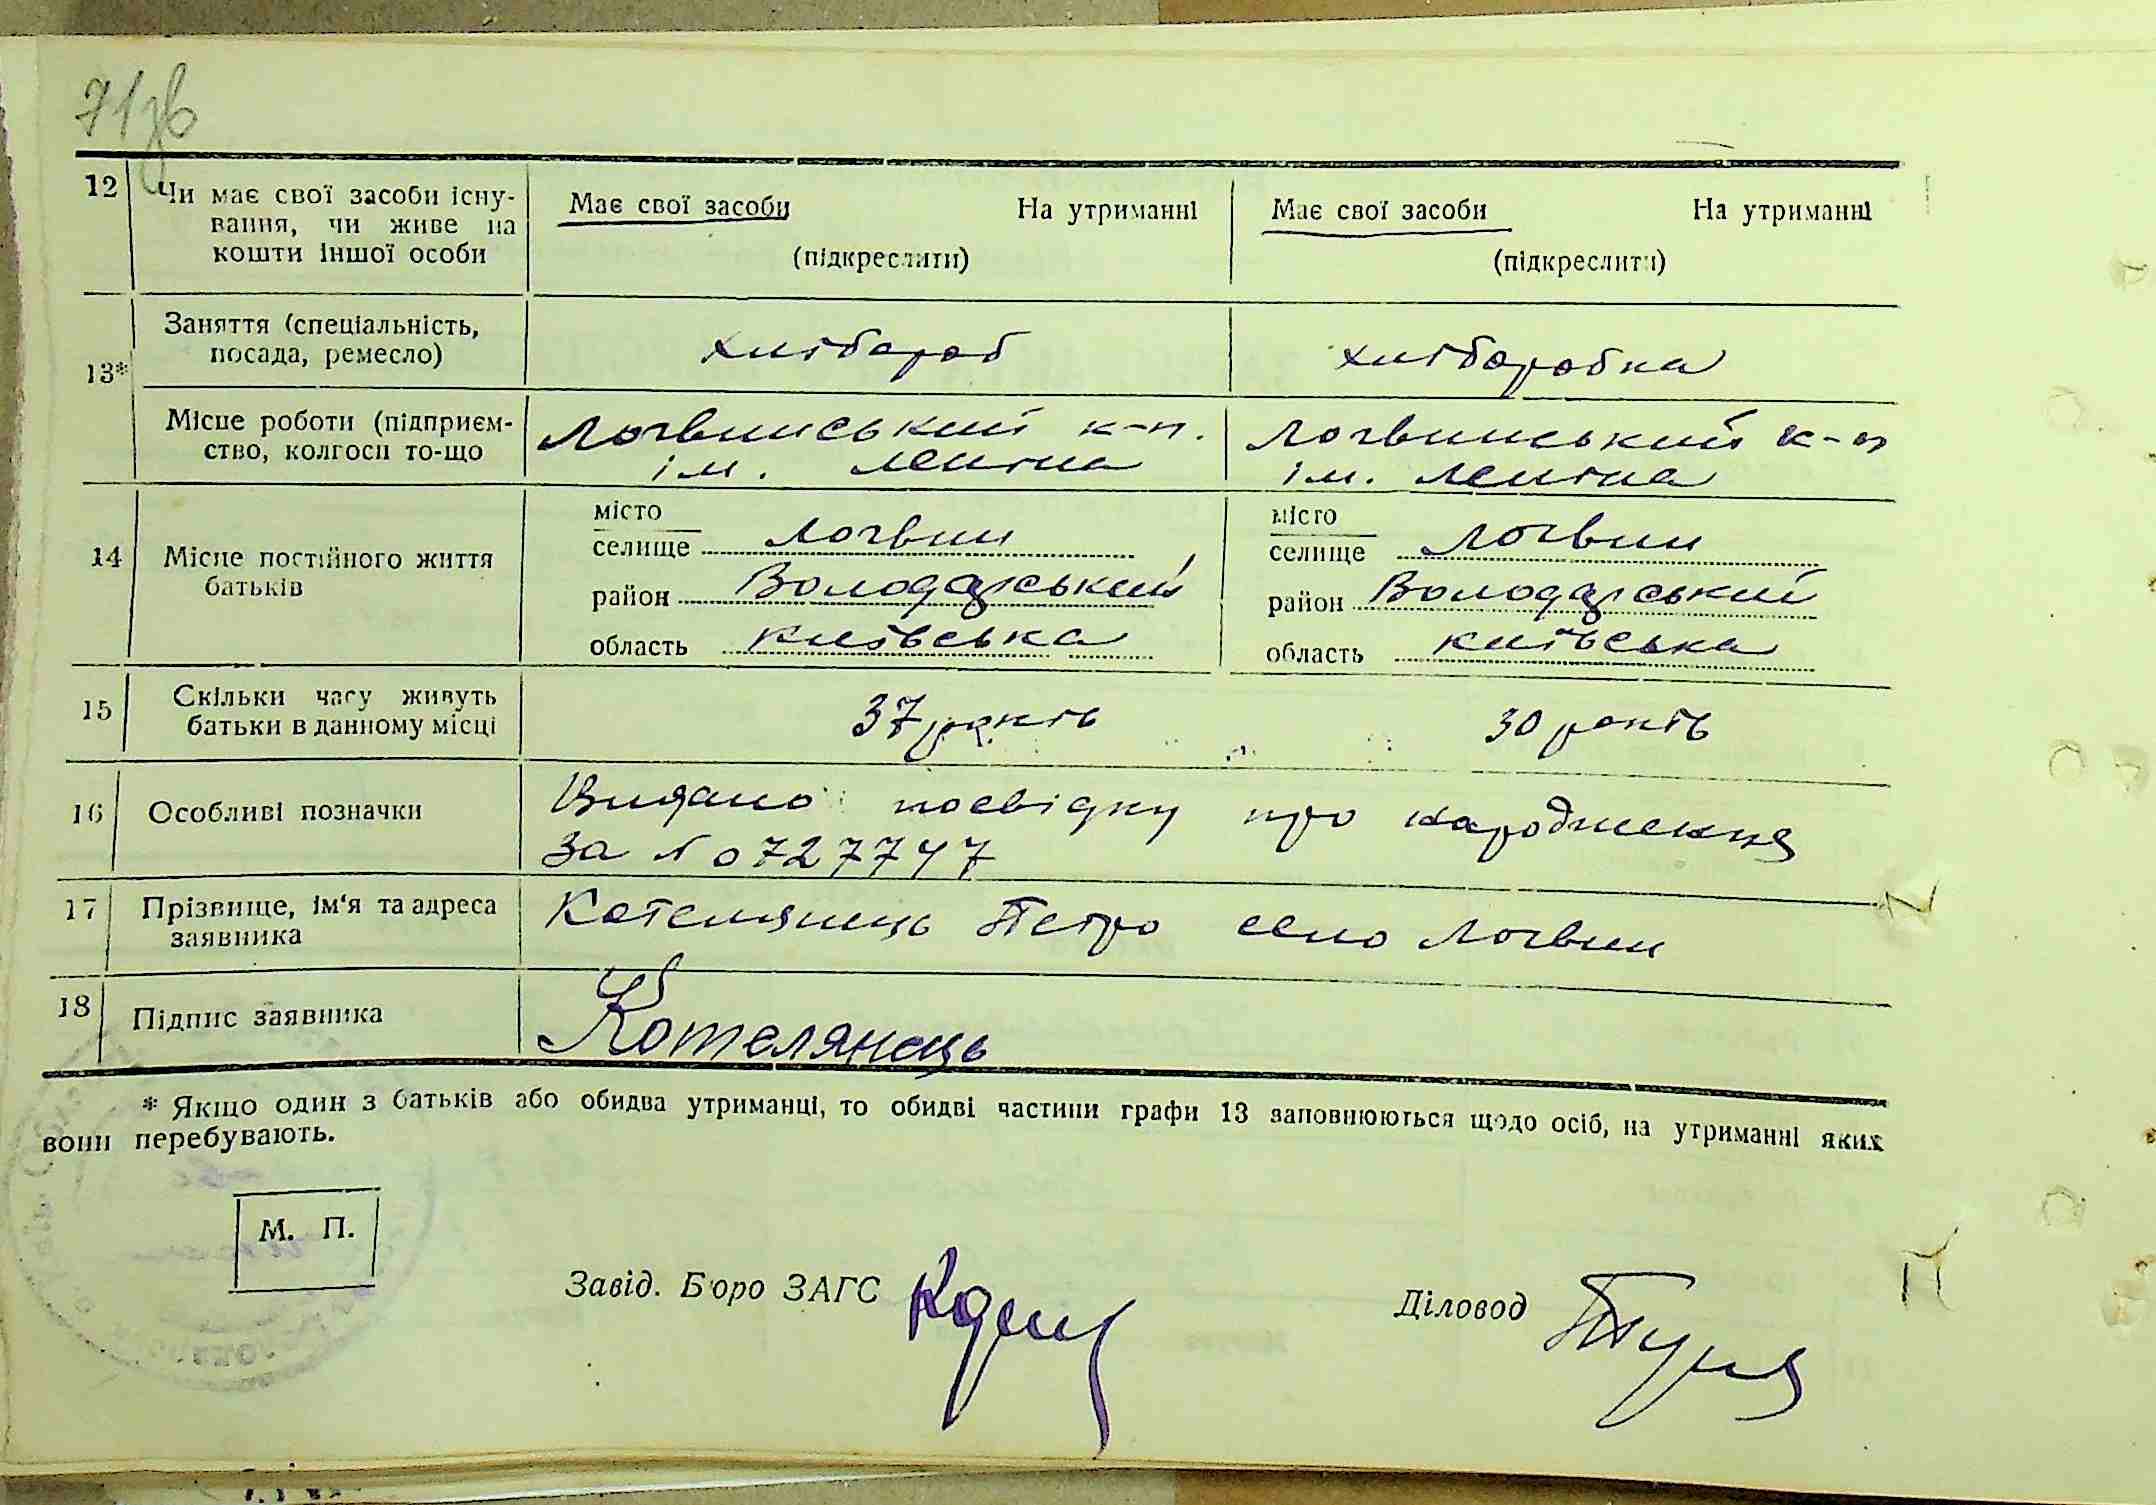 71зв
12 Чи має свої засоби існу- Має свої засоби На утриманні Має свої засоби На утриманні
вання, чи живе на
кошти іншої особи (підкреслити) (підкреслити)
13* Заняття (спеціальність, хлібороб хліборобка
посада, ремесло)
Місце роботи (підприєм- Логвинський к-п. Логвинський к-п
ство, колгосп то-що ім. Леніна ім. Леніна
місто місто
14 Місце постійного життя селище Логвин селище Логвин
батьків район Володарський район Володарський
область київська область київська
15 Скільки часу живуть 37 років 30 років
батьки в данному місці
16 Особливі позначки Видано посвідку про народження
за № 0727747
17 Прізвище, ім'я та адреса Котелянець Петро село Логвин
заявника
18 Підпис заявника Котелянець
* Якщо один з батьків або обидва утриманці, то обидві частини графи 13 заповнюються щодо осіб, на утриманні яких
вони перебувають.
М. П.
Завід. Бюро ЗАГС Діловод